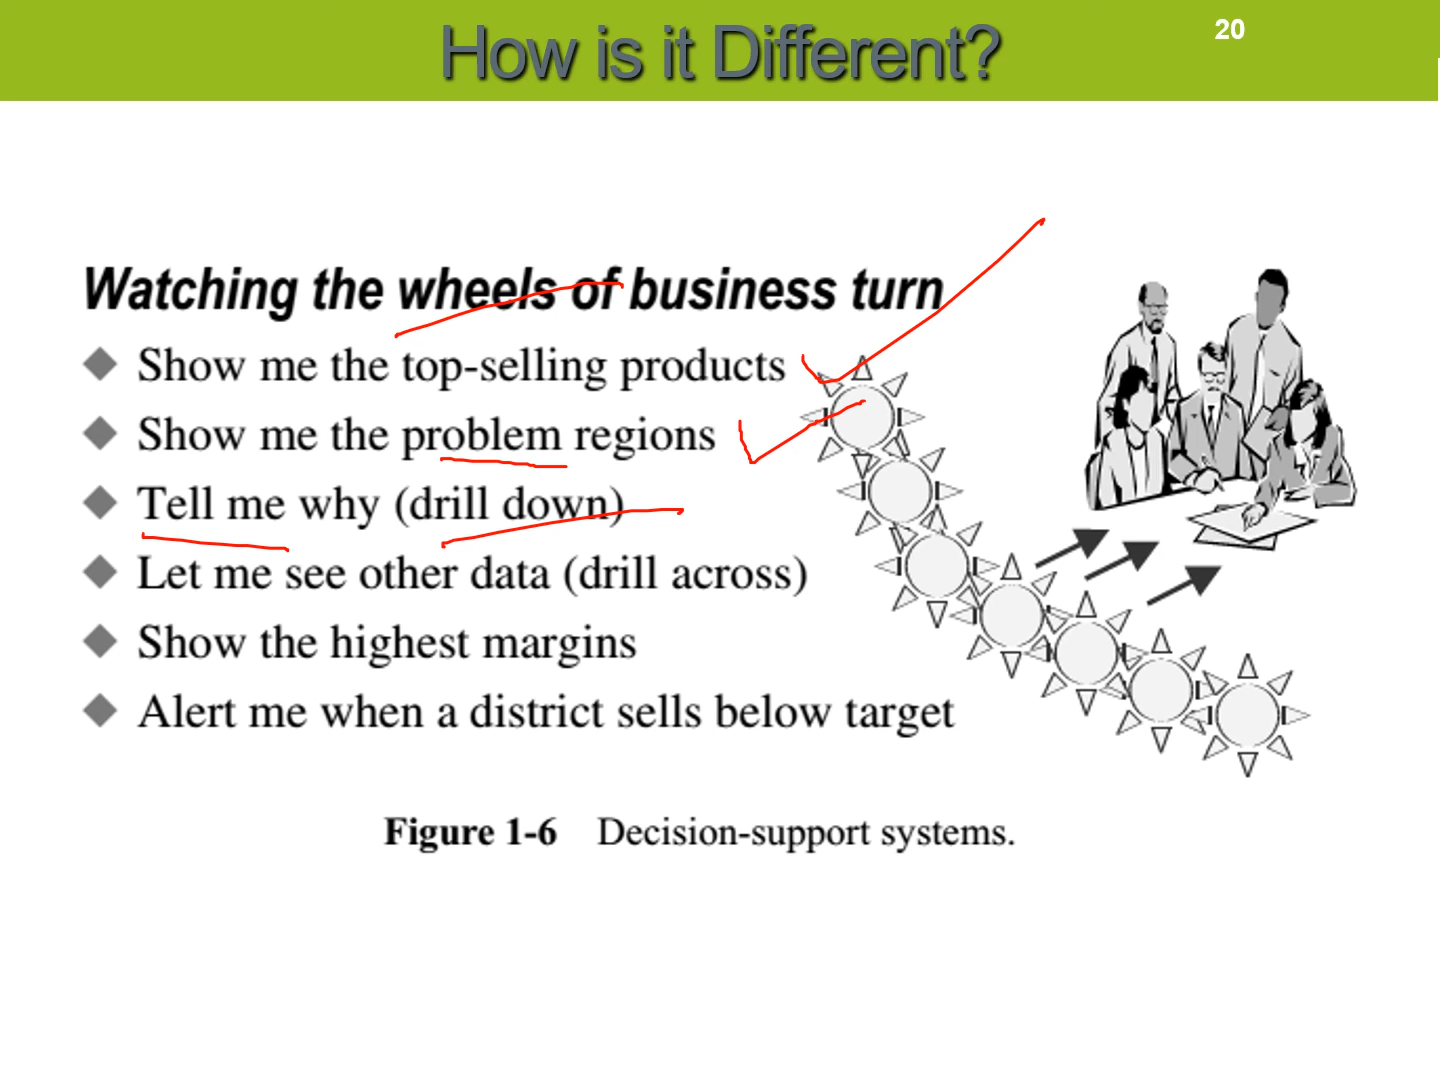 How is it Different?
20
Watching the wheels of business turn
Show me the top-selling products
Show me the problem regions
Tell me why (drill down)
Let me see other data (drill across)
Show the highest margins
Alert me when a district sells below target
Figure 1-6 Decision-support systems.